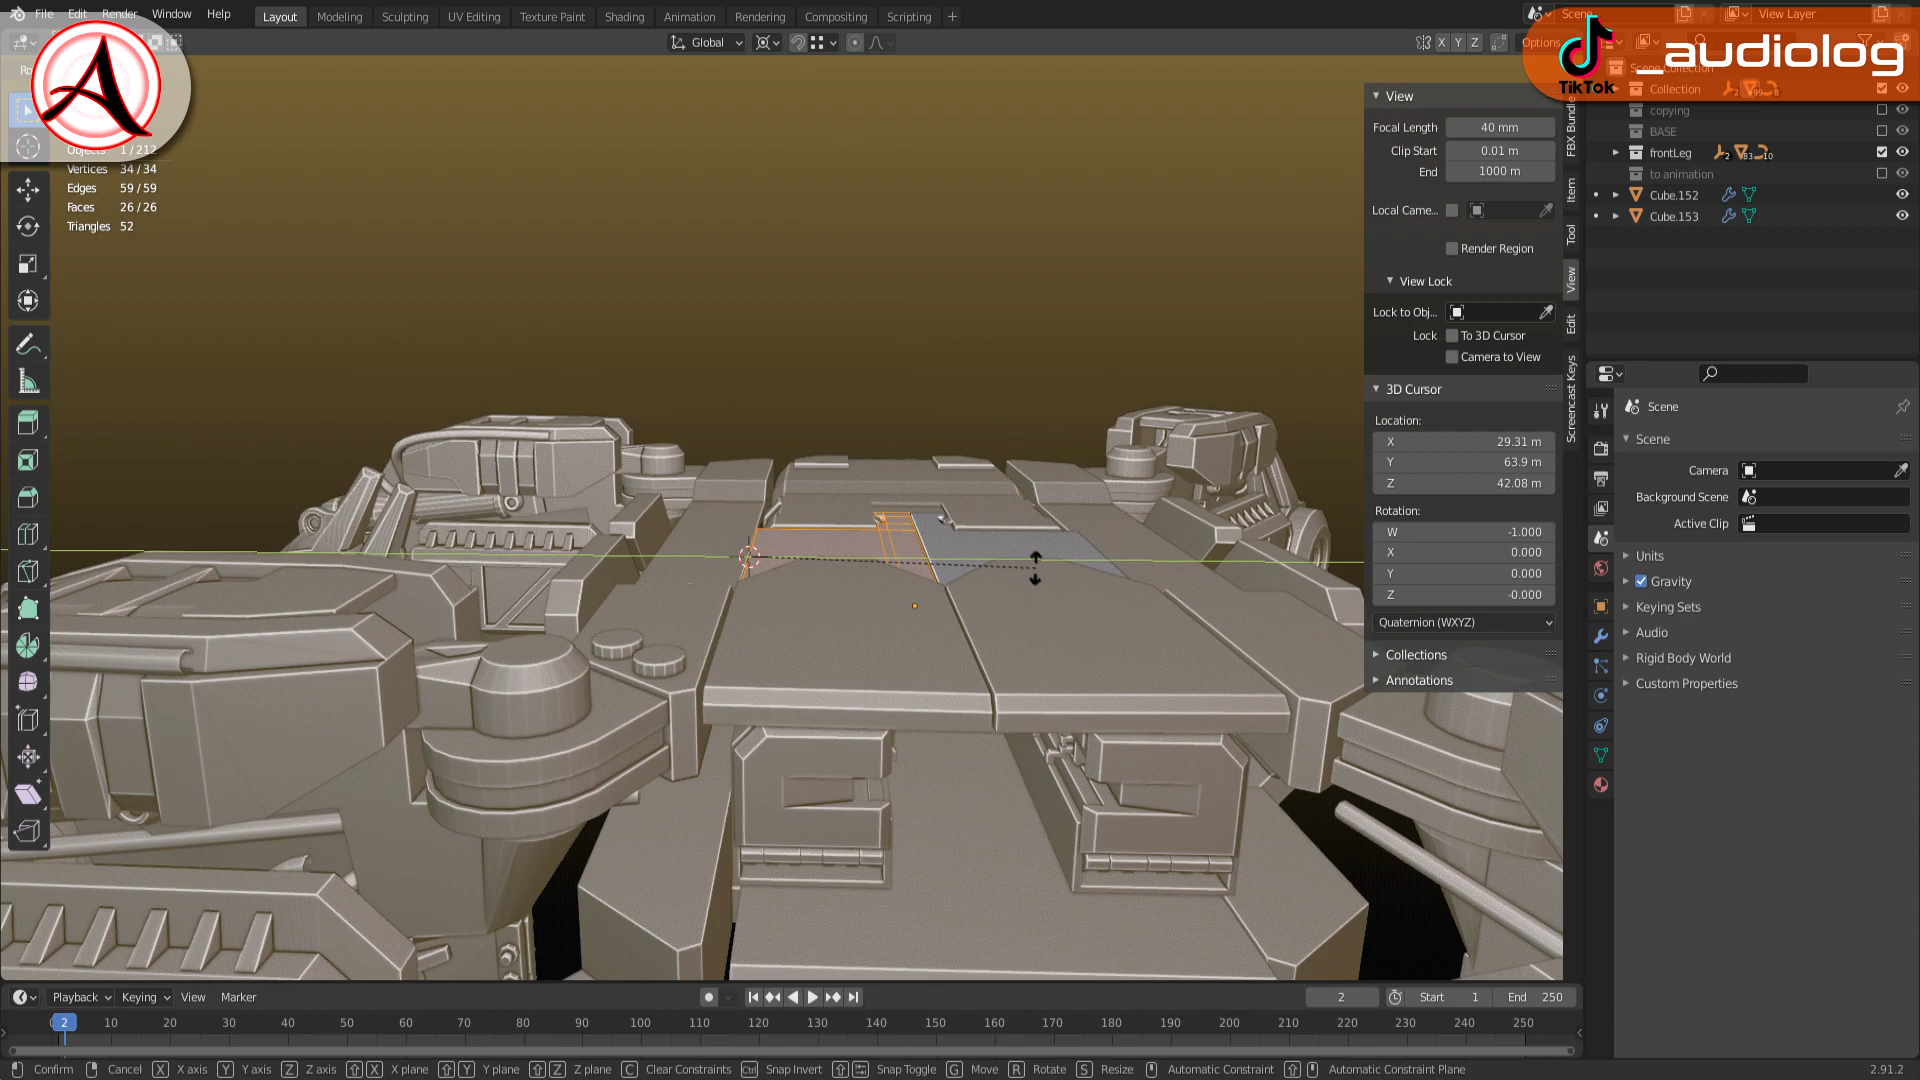 File Edit Render Window Help Layout Modeling Sculpting UV Editing Texture Paint Shading Animation Rendering Compositing Scripting + Scene View Layer
Global X Y Z Options
_audiolog
TikTok
Objects 1 / 212
Vertices 34 / 34
Edges 59 / 59
Faces 26 / 26
Triangles 52
View
Focal Length 40 mm
Clip Start 0.01 m
End 1000 m
Local Came...
Render Region
View Lock
Lock to Obj...
Lock To 3D Cursor
Camera to View
3D Cursor
Location:
X 29.31 m
Y 63.9 m
Z 42.08 m
Rotation:
W -1.000
X 0.000
Y 0.000
Z -0.000
Quaternion (WXYZ)
Collections
Annotations
FBX Bundle
Item
Tool
View
Edit
Screencast Keys
Scene Collection
Collection
copying
BASE
frontLeg 2 83 10
to animation
Cube.152
Cube.153
Scene
Scene
Camera
Background Scene
Active Clip
Units
Gravity
Keying Sets
Audio
Rigid Body World
Custom Properties
Playback Keying View Marker 2 Start 1 End 250
2 10 20 30 40 50 60 70 80 90 100 110 120 130 140 150 160 170 180 190 200 210 220 230 240 250
Confirm Cancel X X axis Y Y axis Z Z axis X X plane Y Y plane Z Z plane C Clear Constraints Ctrl Snap Invert Snap Toggle G Move R Rotate S Resize Automatic Constraint Automatic Constraint Plane 2.91.2